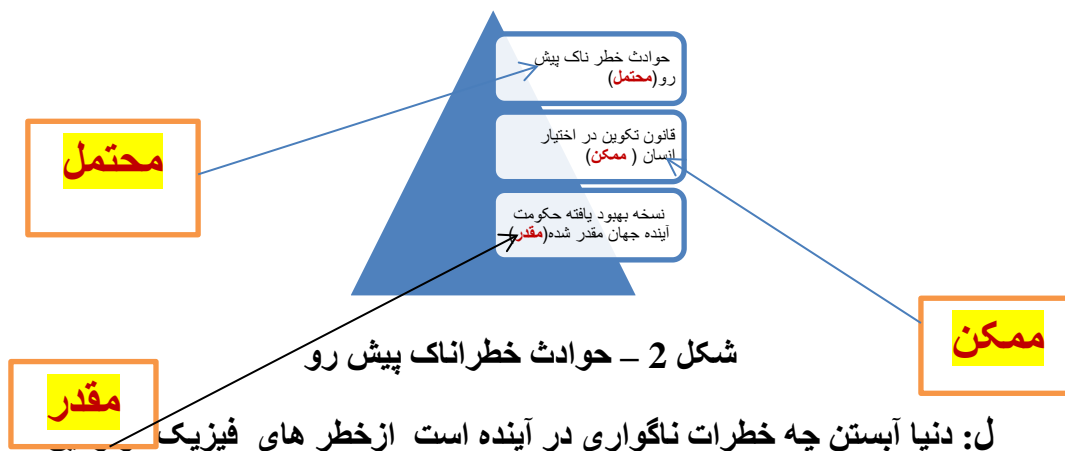 حوادث خطر ناک پیش
رو(محتمل)
محتمل
قانون تکوین در اختیار
انسان ( ممکن)
نسخه بهبود یافته حکومت
آینده جهان مقدر شده(مقدر)
ممکن
شکل 2 – حوادث خطراناک پیش رو
مقدر
ل: دنیا آبستن چه خطرات ناگواری در آینده است ازخطر های فیزیک